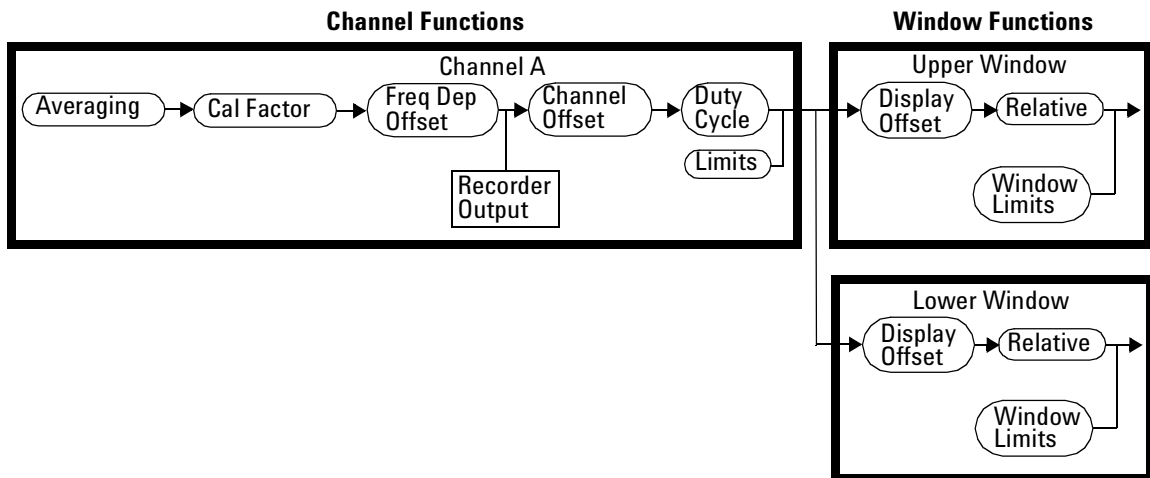 Channel Functions
Window Functions
Channel A
Averaging
Cal Factor
Freq Dep
Offset
Channel
Offset
Duty
Cycle
Limits
Recorder
Output
Upper Window
Display
Offset
Relative
Window
Limits
Lower Window
Display
Offset
Relative
Window
Limits